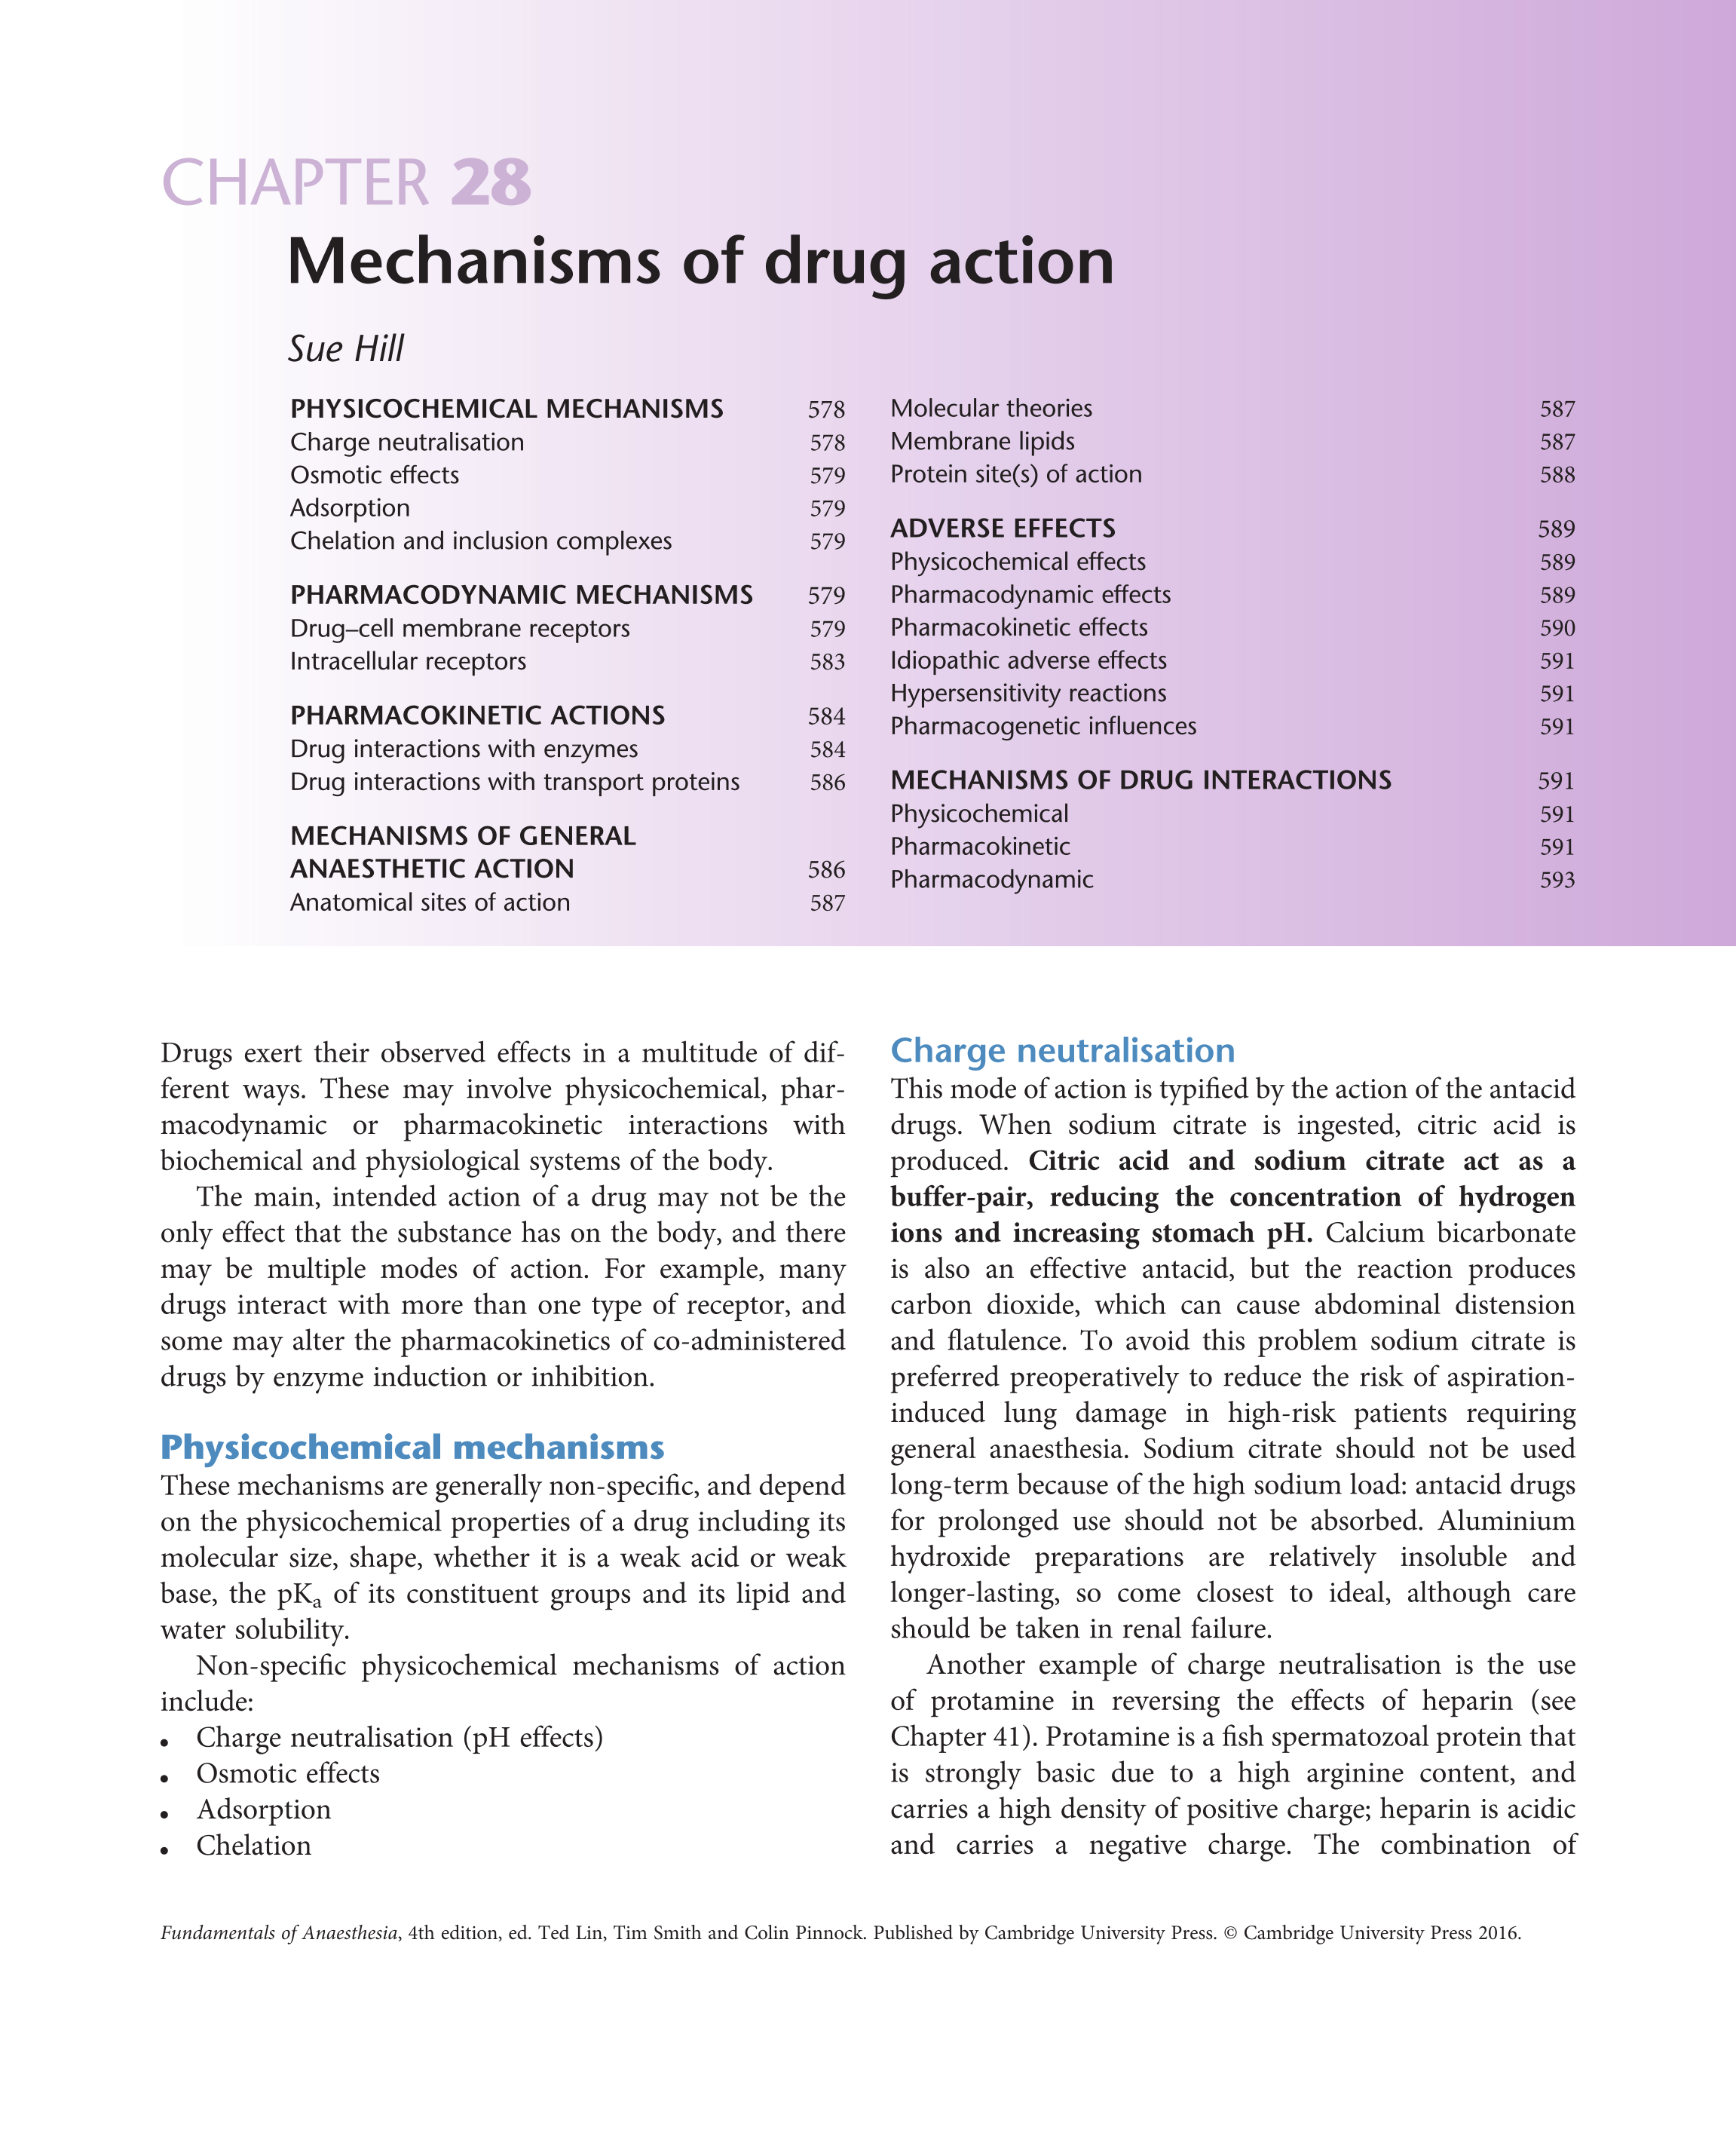 CHAPTER 28
Mechanisms of drug action
Sue Hill
PHYSICOCHEMICAL MECHANISMS 578
Charge neutralisation 578
Osmotic effects 579
Adsorption 579
Chelation and inclusion complexes 579
PHARMACODYNAMIC MECHANISMS 579
Drug–cell membrane receptors 579
Intracellular receptors 583
PHARMACOKINETIC ACTIONS 584
Drug interactions with enzymes 584
Drug interactions with transport proteins 586
MECHANISMS OF GENERAL
ANAESTHETIC ACTION 586
Anatomical sites of action 587
Molecular theories 587
Membrane lipids 587
Protein site(s) of action 588
ADVERSE EFFECTS 589
Physicochemical effects 589
Pharmacodynamic effects 589
Pharmacokinetic effects 590
Idiopathic adverse effects 591
Hypersensitivity reactions 591
Pharmacogenetic influences 591
MECHANISMS OF DRUG INTERACTIONS 591
Physicochemical 591
Pharmacokinetic 591
Pharmacodynamic 593
Drugs exert their observed effects in a multitude of dif-
ferent ways. These may involve physicochemical, phar-
macodynamic or pharmacokinetic interactions with
biochemical and physiological systems of the body.
The main, intended action of a drug may not be the
only effect that the substance has on the body, and there
may be multiple modes of action. For example, many
drugs interact with more than one type of receptor, and
some may alter the pharmacokinetics of co-administered
drugs by enzyme induction or inhibition.
Physicochemical mechanisms
These mechanisms are generally non-specific, and depend
on the physicochemical properties of a drug including its
molecular size, shape, whether it is a weak acid or weak
base, the pKa of its constituent groups and its lipid and
water solubility.
Non-specific physicochemical mechanisms of action
include:
• Charge neutralisation (pH effects)
• Osmotic effects
• Adsorption
• Chelation
Charge neutralisation
This mode of action is typified by the action of the antacid
drugs. When sodium citrate is ingested, citric acid is
produced. Citric acid and sodium citrate act as a
buffer-pair, reducing the concentration of hydrogen
ions and increasing stomach pH. Calcium bicarbonate
is also an effective antacid, but the reaction produces
carbon dioxide, which can cause abdominal distension
and flatulence. To avoid this problem sodium citrate is
preferred preoperatively to reduce the risk of aspiration-
induced lung damage in high-risk patients requiring
general anaesthesia. Sodium citrate should not be used
long-term because of the high sodium load: antacid drugs
for prolonged use should not be absorbed. Aluminium
hydroxide preparations are relatively insoluble and
longer-lasting, so come closest to ideal, although care
should be taken in renal failure.
Another example of charge neutralisation is the use
of protamine in reversing the effects of heparin (see
Chapter 41). Protamine is a fish spermatozoal protein that
is strongly basic due to a high arginine content, and
carries a high density of positive charge; heparin is acidic
and carries a negative charge. The combination of
Fundamentals of Anaesthesia, 4th edition, ed. Ted Lin, Tim Smith and Colin Pinnock. Published by Cambridge University Press. © Cambridge University Press 2016.